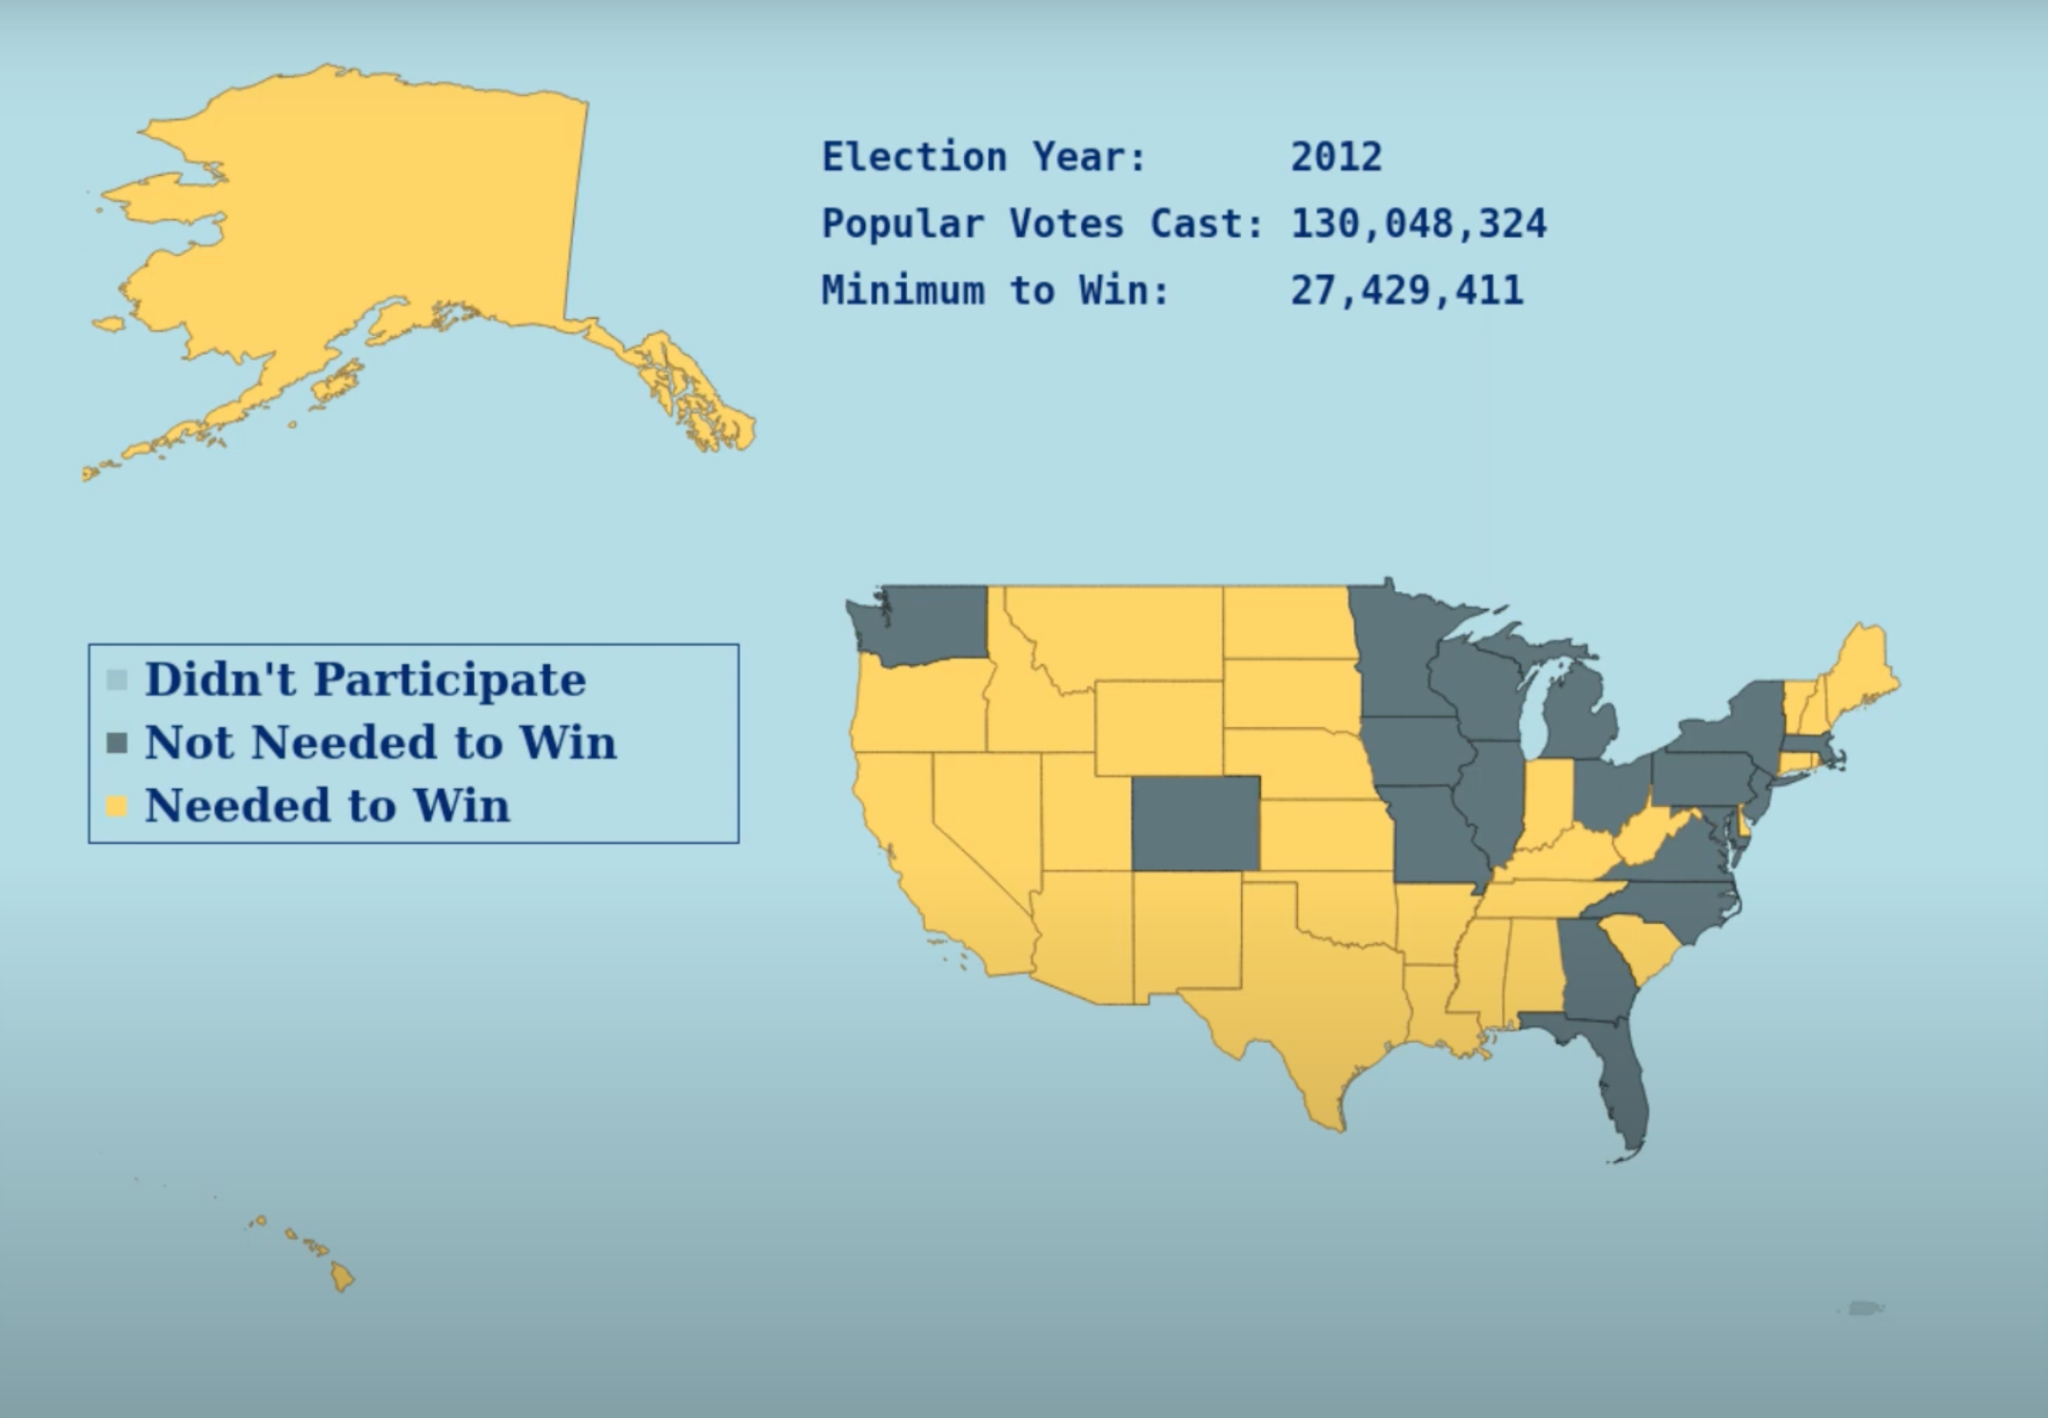 Election Year: 2012
Popular Votes Cast: 130,048,324
Minimum to Win: 27,429,411
Didn't Participate
Not Needed to Win
Needed to Win